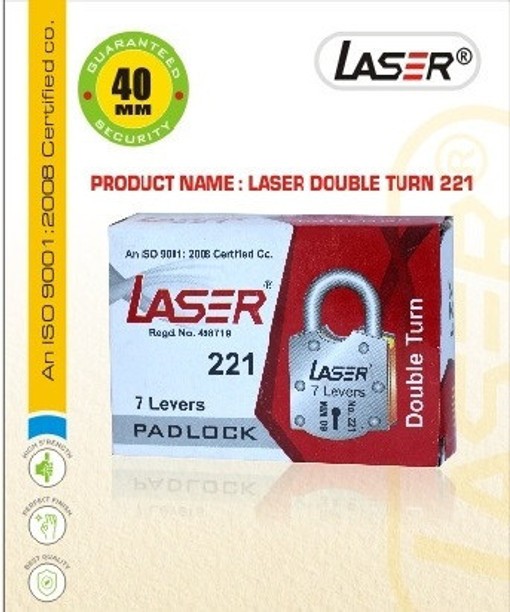 An ISO 9001:2008 Certified co.
GUARANTEED
40
MM
SECURITY
LASER®
PRODUCT NAME : LASER DOUBLE TURN 221
An ISO 9001: 2008 Certified Co.
LASER®
Regd. No. 458719
221
7 Levers
PADLOCK
LASER
7 Levers
60 MM
No. 221
Double Turn
HIGH STRENGTH
PERFECT FINISH
BEST QUALITY